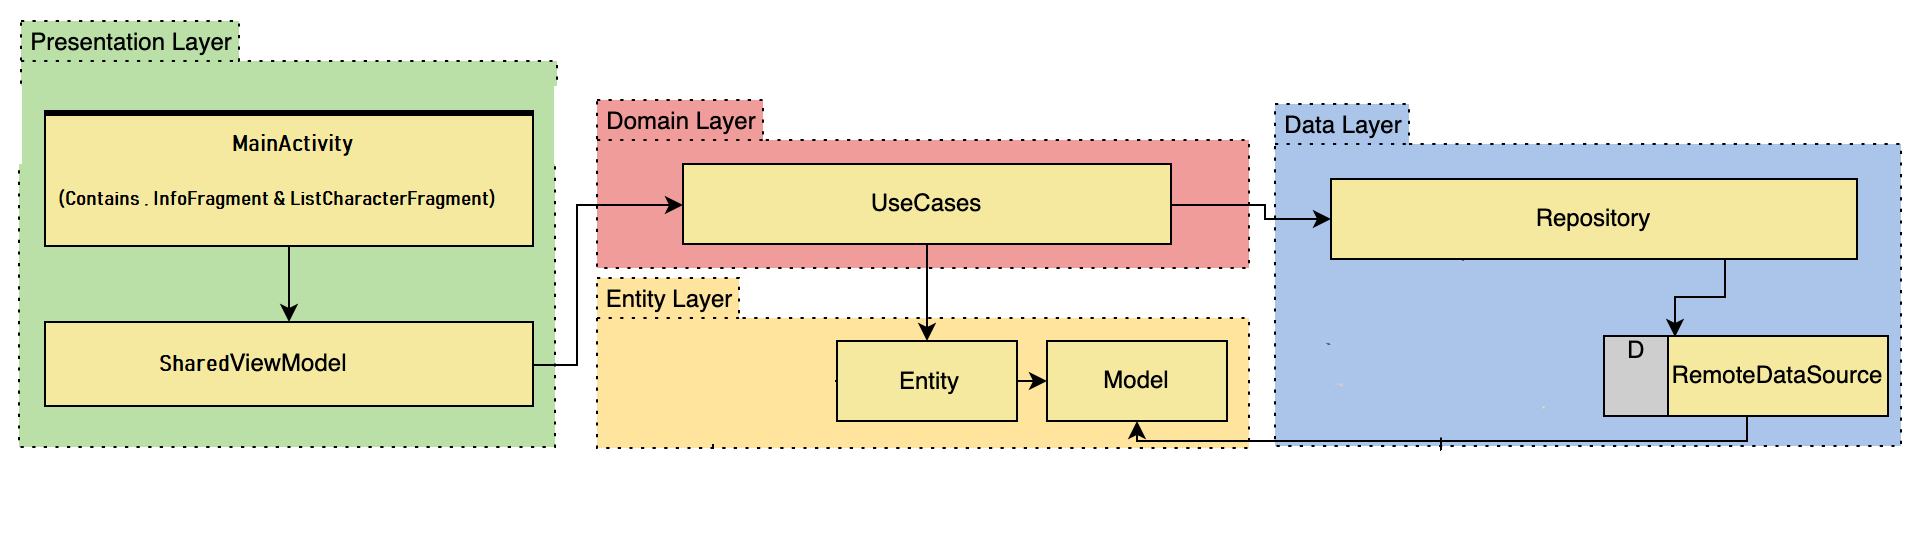 Presentation Layer
MainActivity
(Contains . InfoFragment & ListCharacterFragment)
SharedViewModel
Domain Layer
UseCases
Entity Layer
Entity
Model
Data Layer
Repository
D
RemoteDataSource